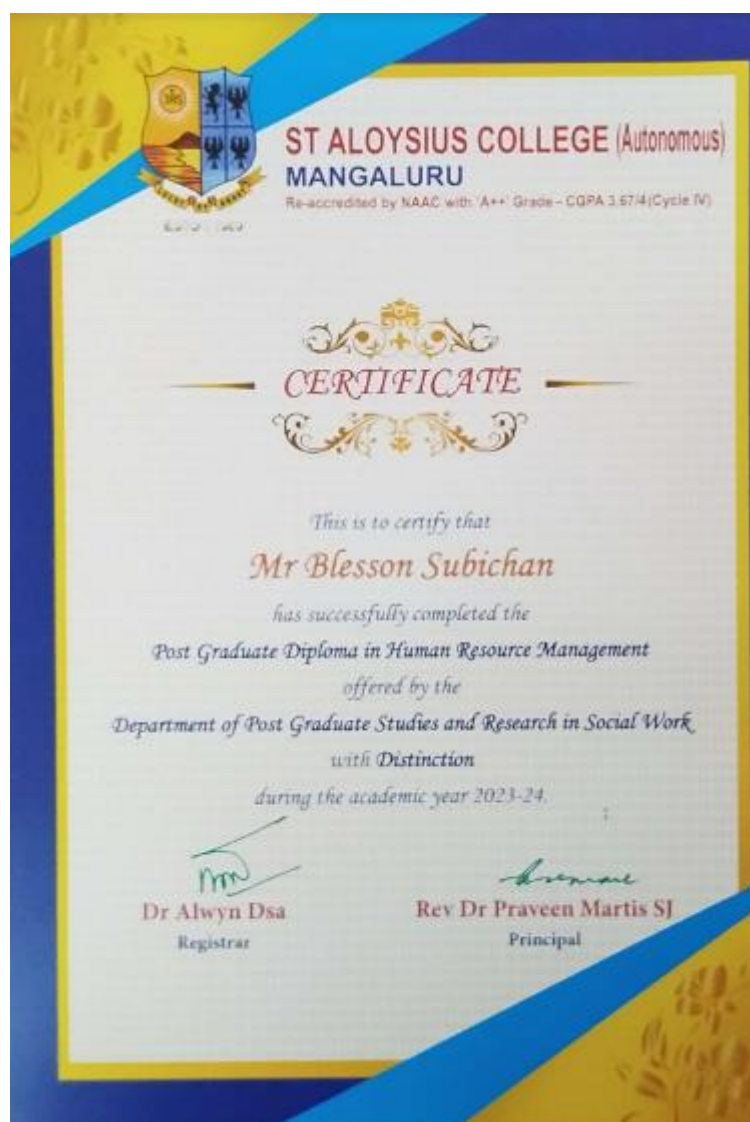 ST ALOYSIUS COLLEGE (Autonomous)
MANGALURU
Re-accredited by NAAC with 'A++' Grade - CGPA 3.67/4 (Cycle IV)
CERTIFICATE
This is to certify that
Mr Blesson Subichan
has successfully completed the
Post Graduate Diploma in Human Resource Management
offered by the
Department of Post Graduate Studies and Research in Social Work
with Distinction
during the academic year 2023-24.
Dr Alwyn Dsa
Registrar
Rev Dr Praveen Martis SJ
Principal